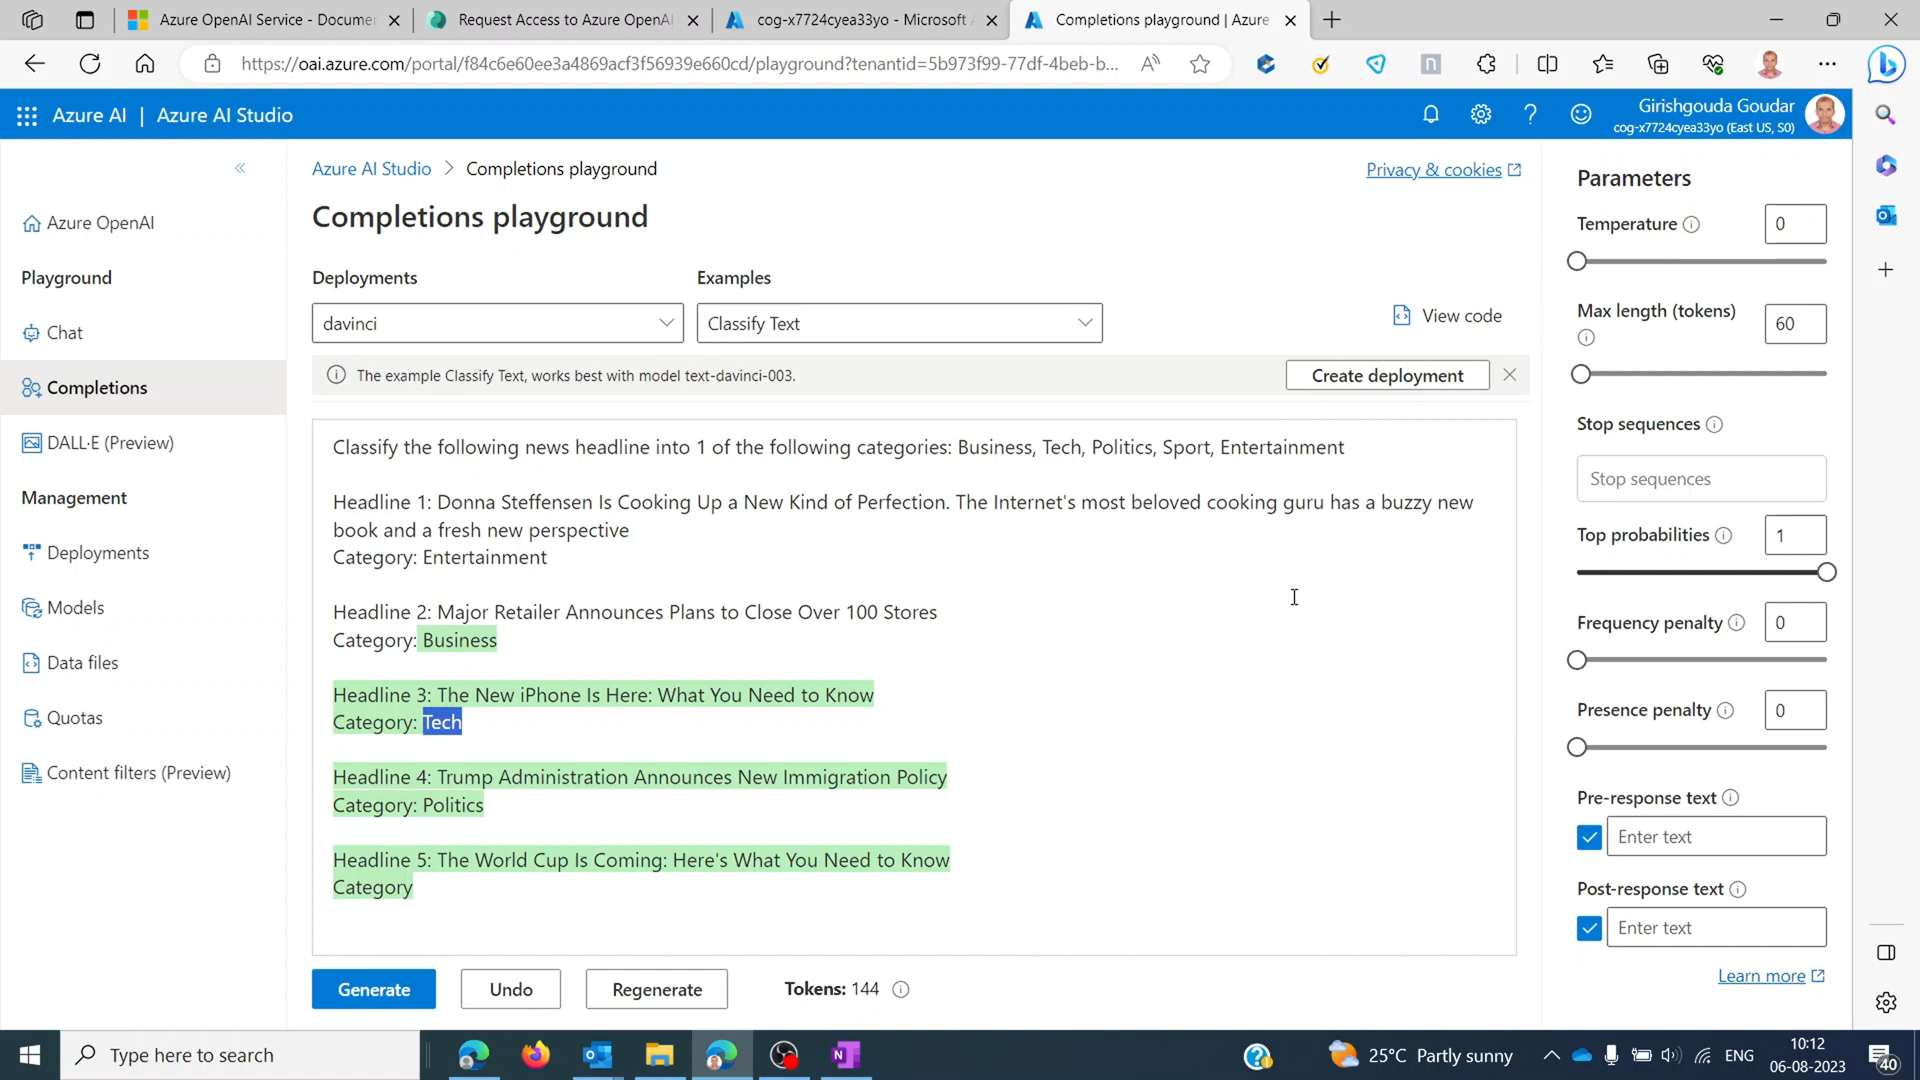 Azure OpenAI Service - Documen
Request Access to Azure OpenAI
cog-x7724cyea33yo - Microsoft A
Completions playground | Azure
https://oai.azure.com/portal/f84c6e60ee3a4869acf3f56939e660cd/playground?tenantid=5b973f99-77df-4beb-b...
Azure AI | Azure AI Studio
Girishgouda Goudar
cog-x7724cyea33yo (East US, S0)
Azure OpenAI
Playground
Chat
Completions
DALL·E (Preview)
Management
Deployments
Models
Data files
Quotas
Content filters (Preview)
Azure AI Studio > Completions playground
Privacy & cookies
Completions playground
Deployments
Examples
davinci
Classify Text
View code
The example Classify Text, works best with model text-davinci-003.
Create deployment
Classify the following news headline into 1 of the following categories: Business, Tech, Politics, Sport, Entertainment
Headline 1: Donna Steffensen Is Cooking Up a New Kind of Perfection. The Internet's most beloved cooking guru has a buzzy new
book and a fresh new perspective
Category: Entertainment
Headline 2: Major Retailer Announces Plans to Close Over 100 Stores
Category: Business
Headline 3: The New iPhone Is Here: What You Need to Know
Category: Tech
Headline 4: Trump Administration Announces New Immigration Policy
Category: Politics
Headline 5: The World Cup Is Coming: Here's What You Need to Know
Category
Generate
Undo
Regenerate
Tokens: 144
Parameters
Temperature
0
Max length (tokens)
60
Stop sequences
Stop sequences
Top probabilities
1
Frequency penalty
0
Presence penalty
0
Pre-response text
Enter text
Post-response text
Enter text
Learn more
Type here to search
25°C Partly sunny
ENG
10:12
06-08-2023
40